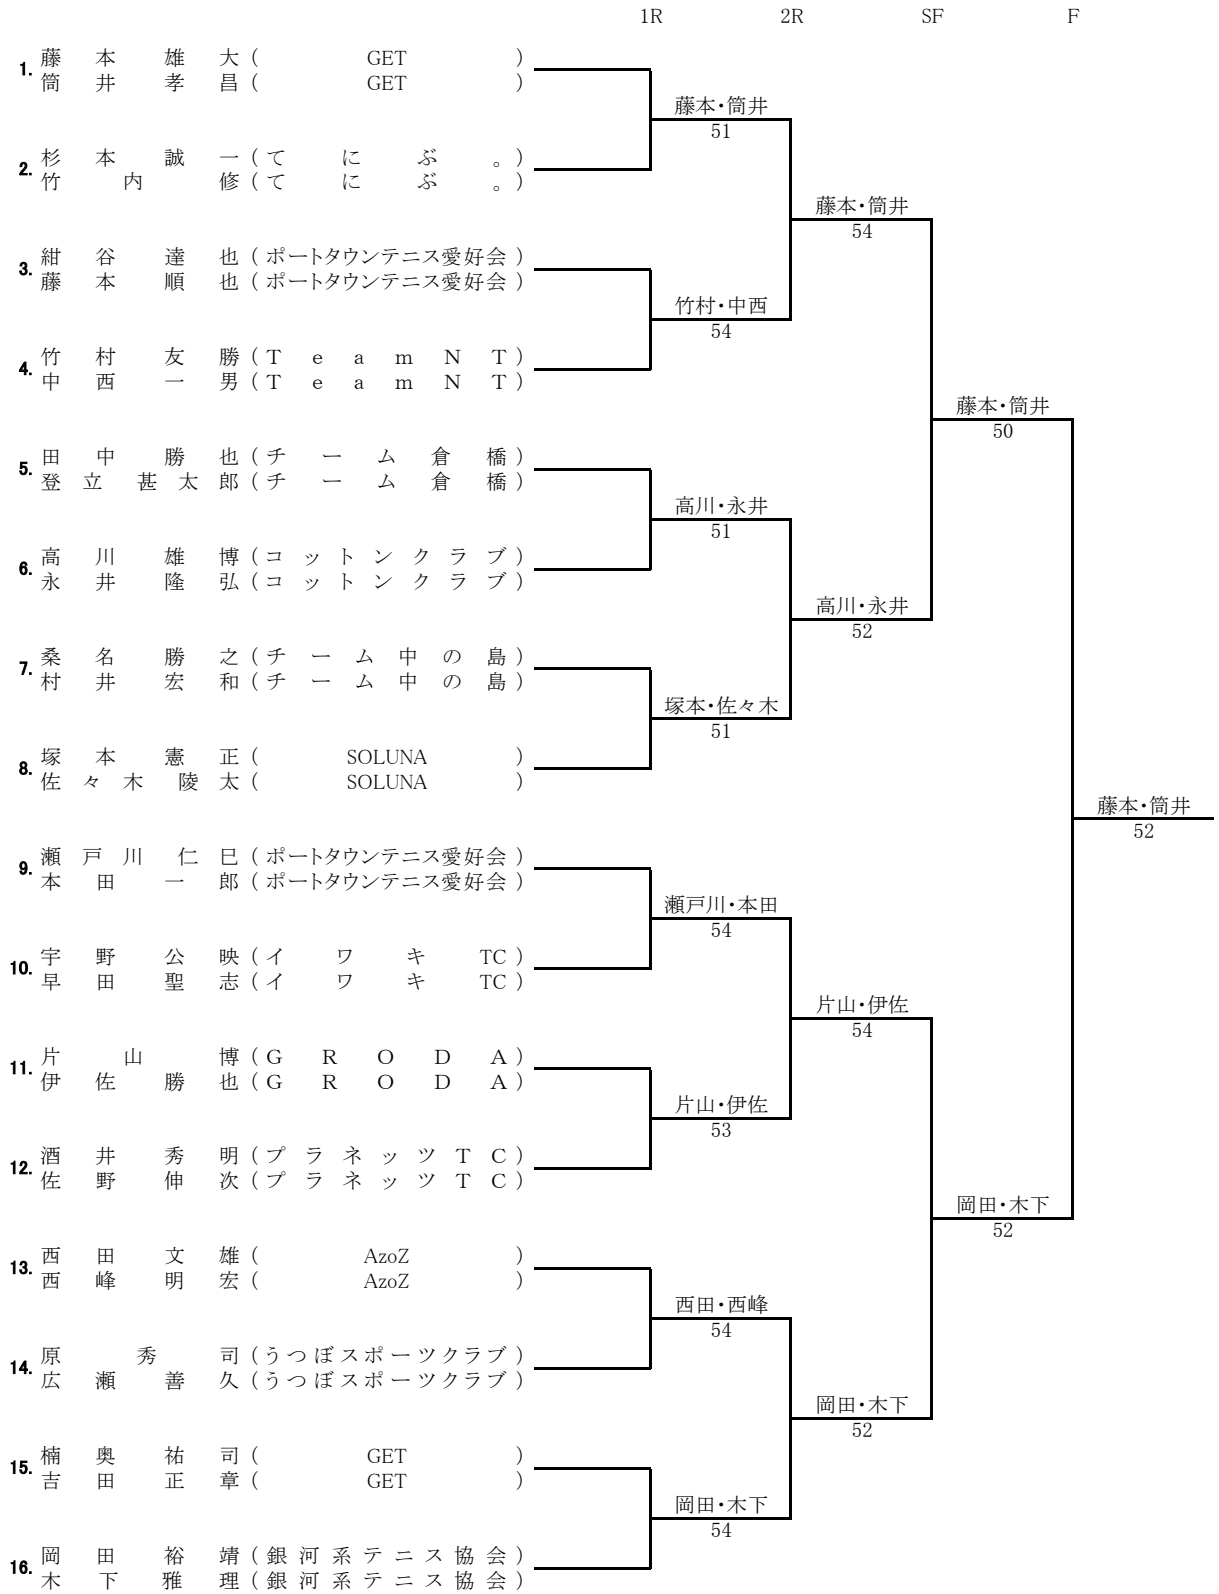 1R 2R SF F
1. 藤本雄大(GET)
筒井孝昌(GET)
藤本・筒井
51
2. 杉本誠一(てにぶ。)
竹内修(てにぶ。)
藤本・筒井
54
3. 紺谷達也(ポートタウンテニス愛好会)
藤本順也(ポートタウンテニス愛好会)
竹村・中西
54
4. 竹村友勝(TeamNT)
中西一男(TeamNT)
藤本・筒井
50
5. 田中勝也(チーム倉橋)
登立甚太郎(チーム倉橋)
高川・永井
51
6. 高川雄博(コットンクラブ)
永井隆弘(コットンクラブ)
高川・永井
52
7. 桑名勝之(チーム中の島)
村井宏和(チーム中の島)
塚本・佐々木
51
8. 塚本憲正(SOLUNA)
佐々木陵太(SOLUNA)
藤本・筒井
52
9. 瀬戸川仁巳(ポートタウンテニス愛好会)
本田一郎(ポートタウンテニス愛好会)
瀬戸川・本田
54
10. 宇野公映(イワキTC)
早田聖志(イワキTC)
片山・伊佐
54
11. 片山博(GRODA)
伊佐勝也(GRODA)
片山・伊佐
53
12. 酒井秀明(プラネッツTC)
佐野伸次(プラネッツTC)
岡田・木下
52
13. 西田文雄(AzoZ)
西峰明宏(AzoZ)
西田・西峰
54
14. 原秀司(うつぼスポーツクラブ)
広瀬善久(うつぼスポーツクラブ)
岡田・木下
52
15. 楠奥祐司(GET)
吉田正章(GET)
岡田・木下
54
16. 岡田裕靖(銀河系テニス協会)
木下雅理(銀河系テニス協会)